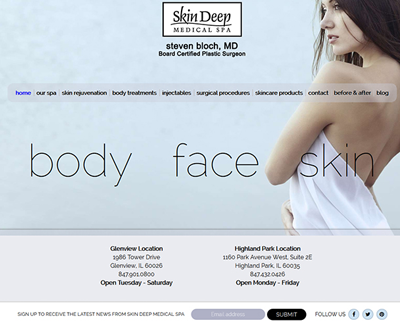 Skin Deep
MEDICAL SPA
steven bloch, MD
Board Certified Plastic Surgeon
home our spa skin rejuvenation body treatments injectables surgical procedures skincare products contact before & after blog
body face skin
Glenview Location Highland Park Location
1986 Tower Drive 1160 Park Avenue West, Suite 2E
Glenview, IL 60026 Highland Park, IL 60035
847.901.0800 847.432.0426
Open Tuesday - Saturday Open Monday - Friday
SIGN UP TO RECEIVE THE LATEST NEWS FROM SKIN DEEP MEDICAL SPA Email address SUBMIT FOLLOW US